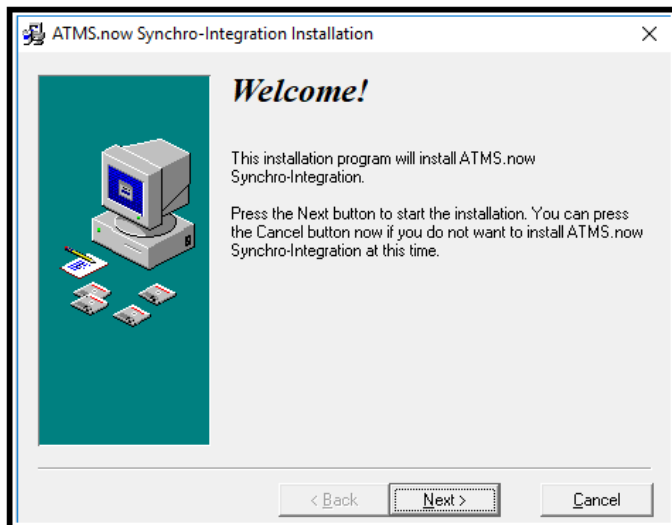 ATMS.now Synchro-Integration Installation
Welcome!
This installation program will install ATMS.now
Synchro-Integration.
Press the Next button to start the installation. You can press
the Cancel button now if you do not want to install ATMS.now
Synchro-Integration at this time.
< Back Next > Cancel